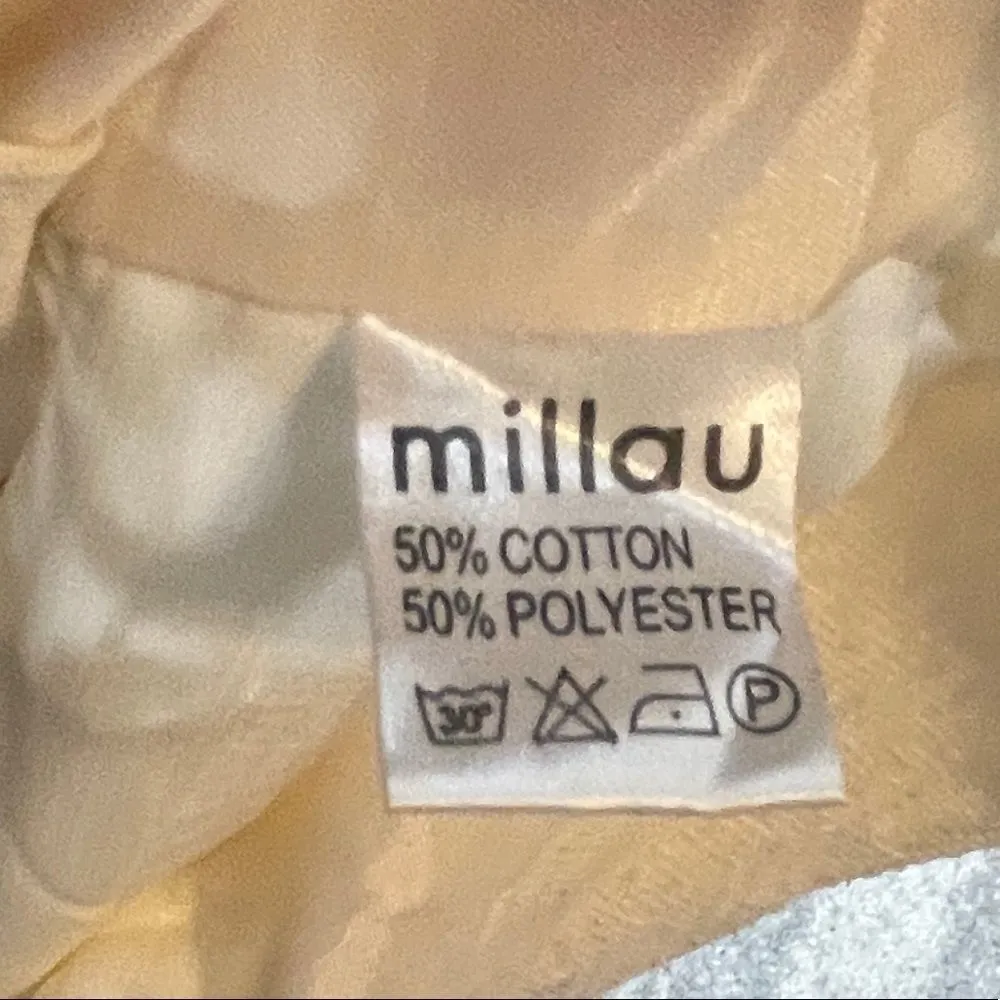 millau
50% COTTON
50% POLYESTER
30°
P